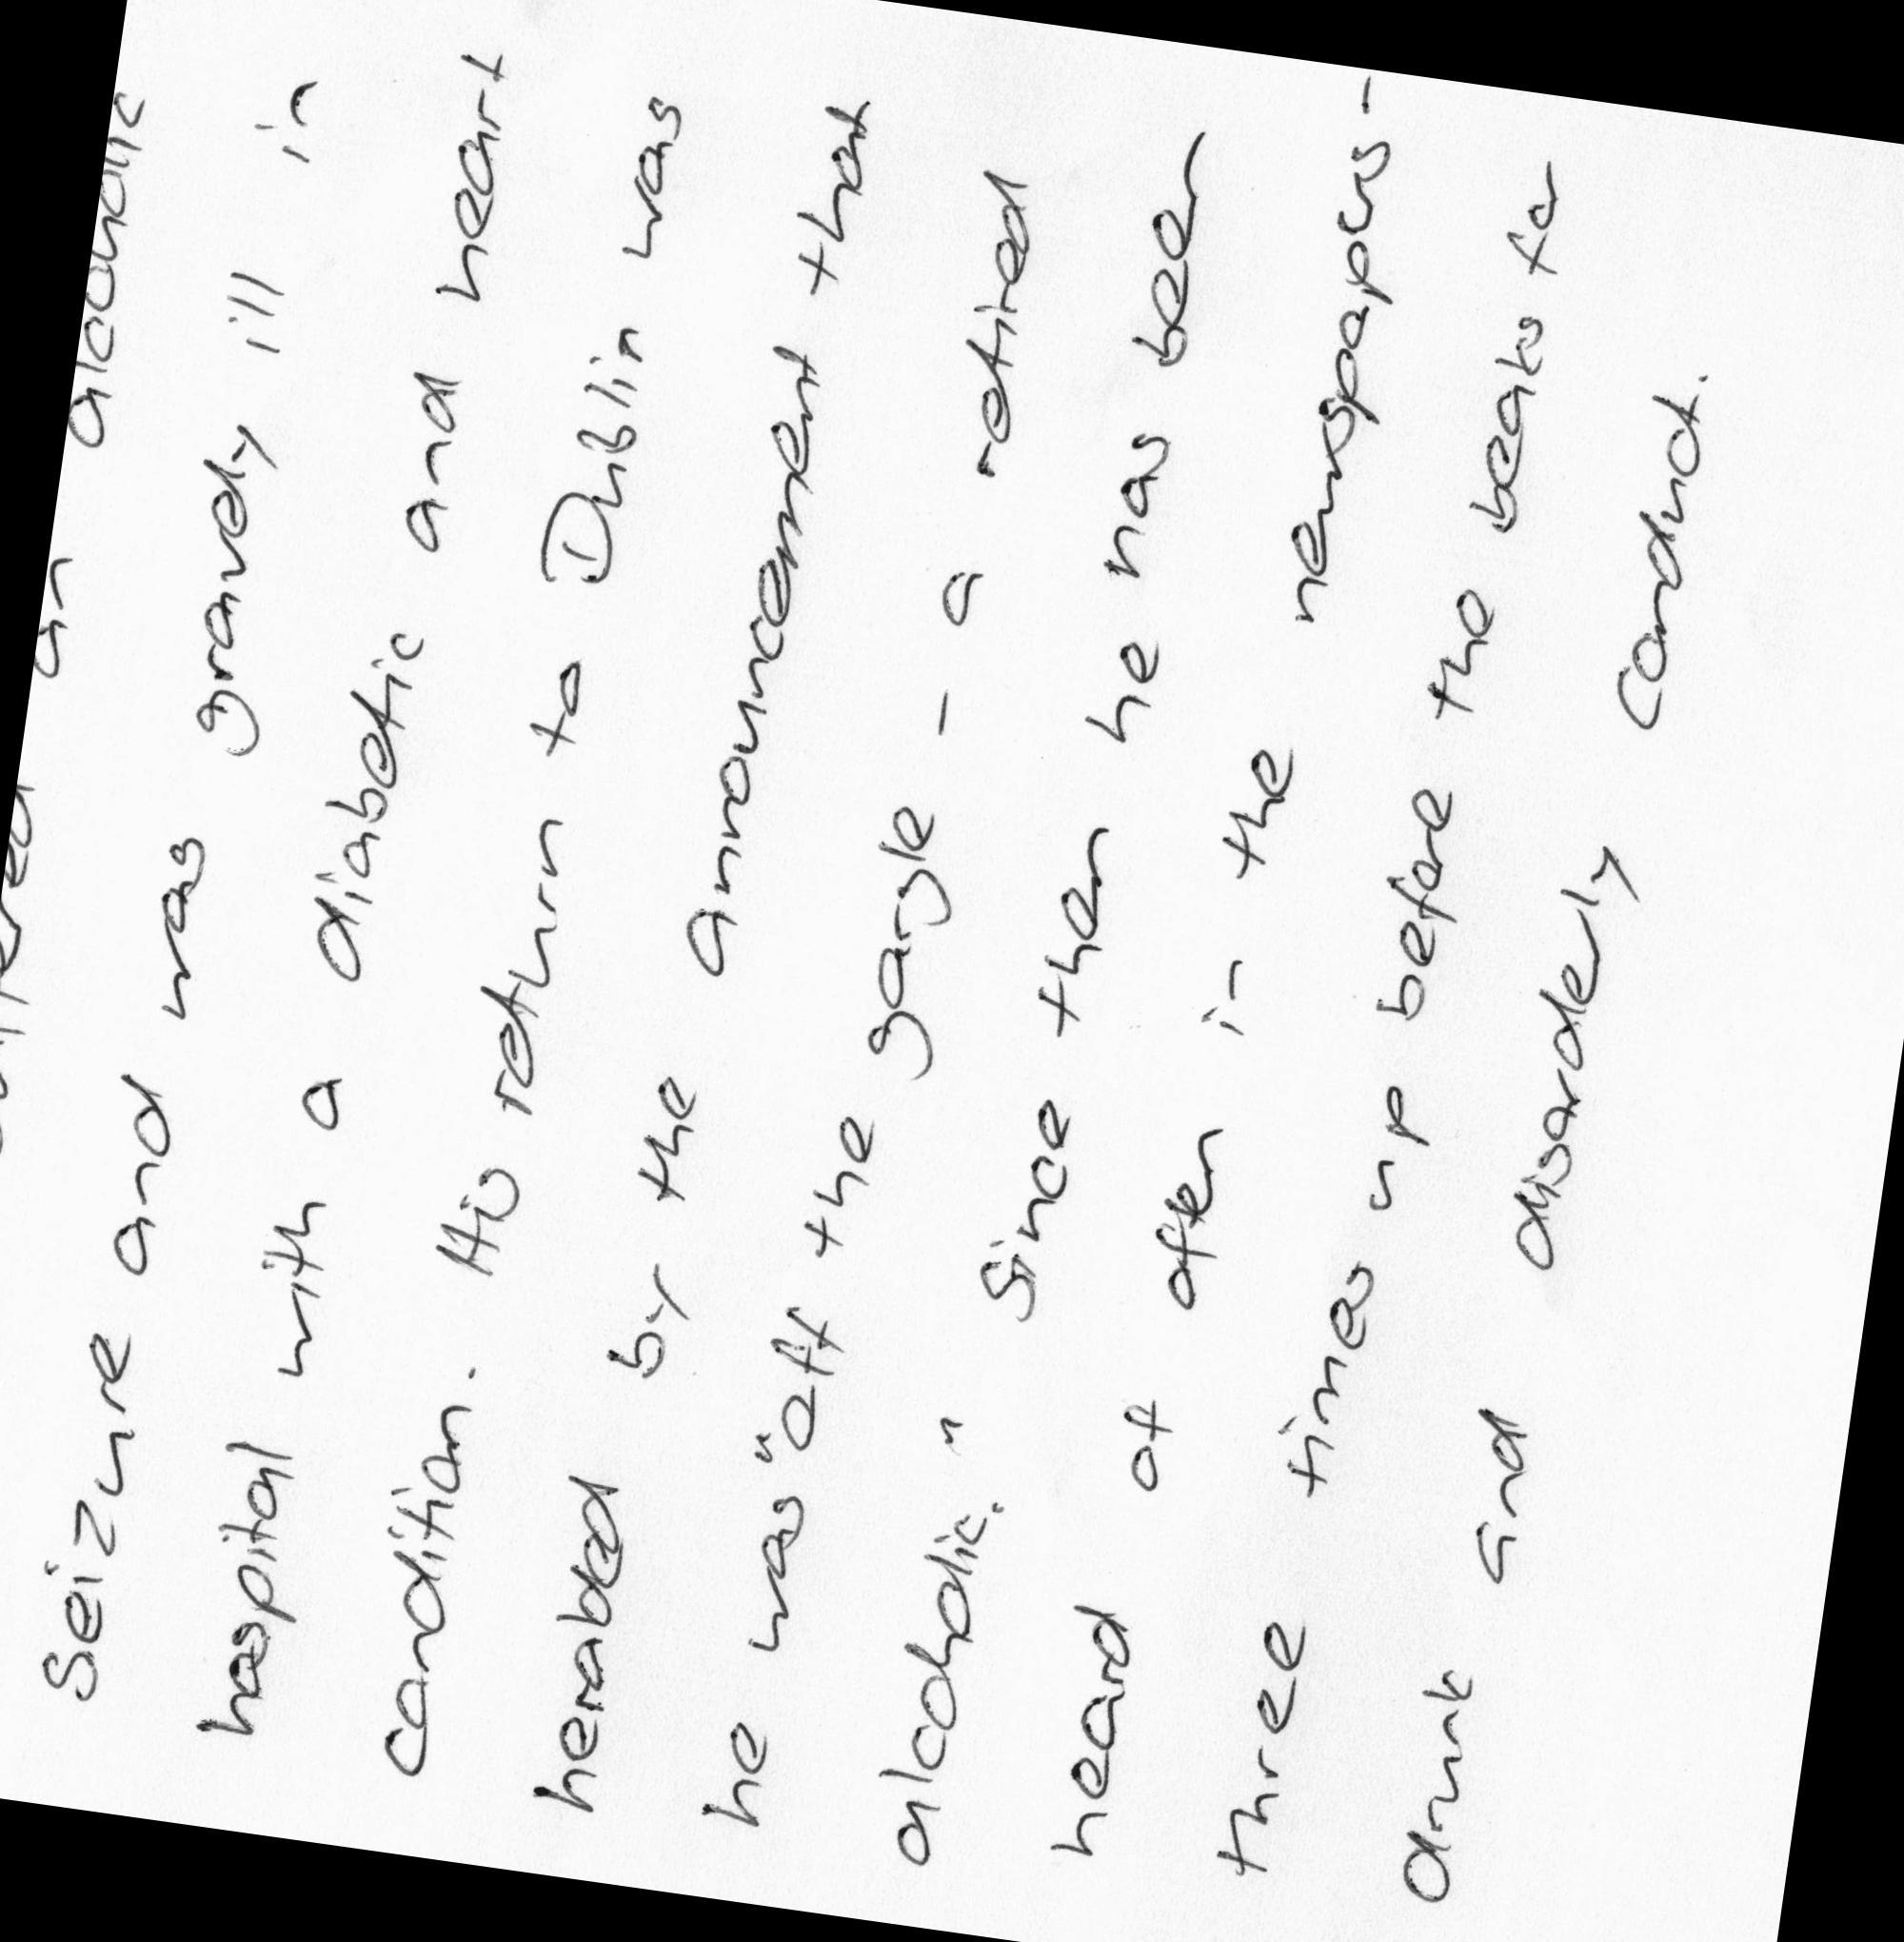 suffered an alcoholic
Seizure and was gravely ill in
hospital with a diabetic and heart
condition. His return to Dublin was
herabled by the announcement that
he was "off the gargle - a retired
alcoholic." Since then he has been
heard of often in the newspapers -
three times up before the beaks for
drunk and disorderly conduct.